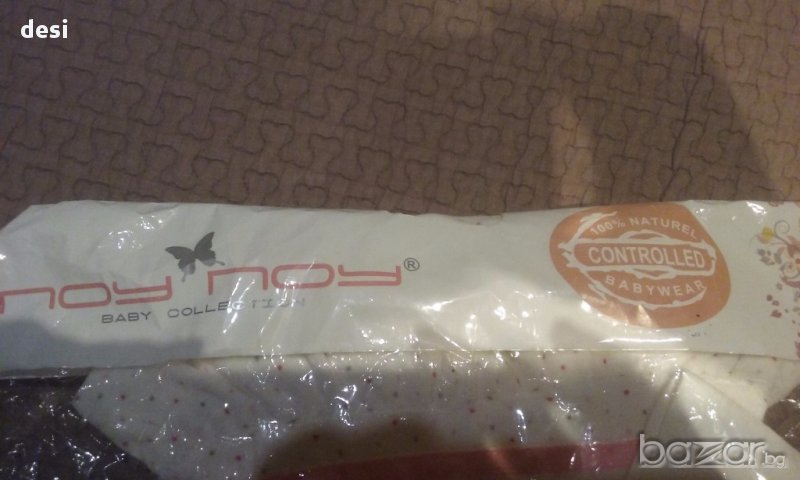 desi
noy noy®
BABY COLLECTION
100% NATUREL
CONTROLLED
BABYWEAR
bazar.bg